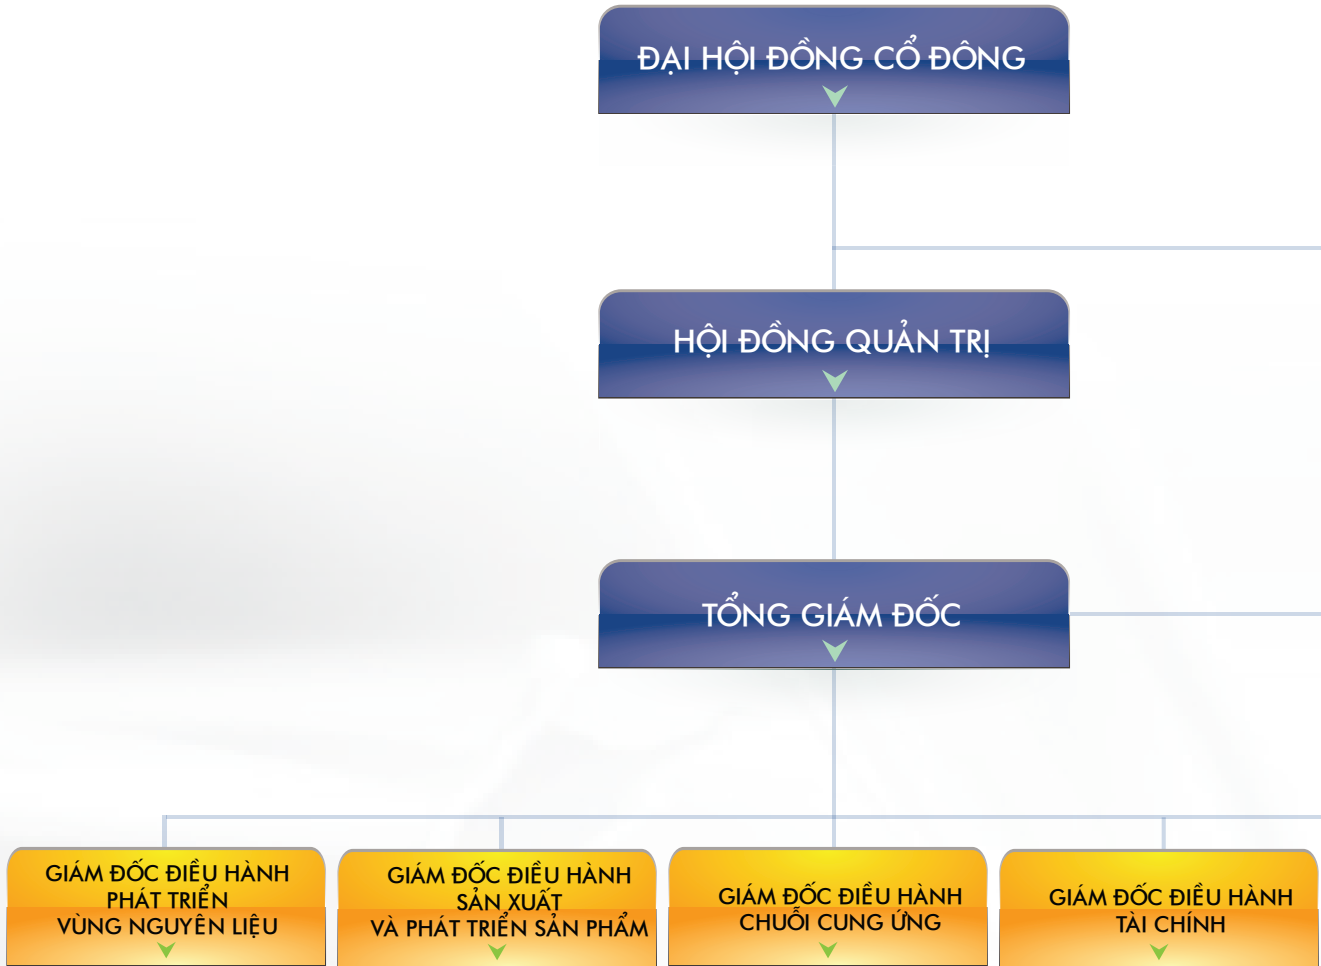 ĐẠI HỘI ĐỒNG CỔ ĐÔNG
HỘI ĐỒNG QUẢN TRỊ
TỔNG GIÁM ĐỐC
GIÁM ĐỐC ĐIỀU HÀNH
PHÁT TRIỂN
VÙNG NGUYÊN LIỆU
GIÁM ĐỐC ĐIỀU HÀNH
SẢN XUẤT
VÀ PHÁT TRIỂN SẢN PHẨM
GIÁM ĐỐC ĐIỀU HÀNH
CHUỖI CUNG ỨNG
GIÁM ĐỐC ĐIỀU HÀNH
TÀI CHÍNH